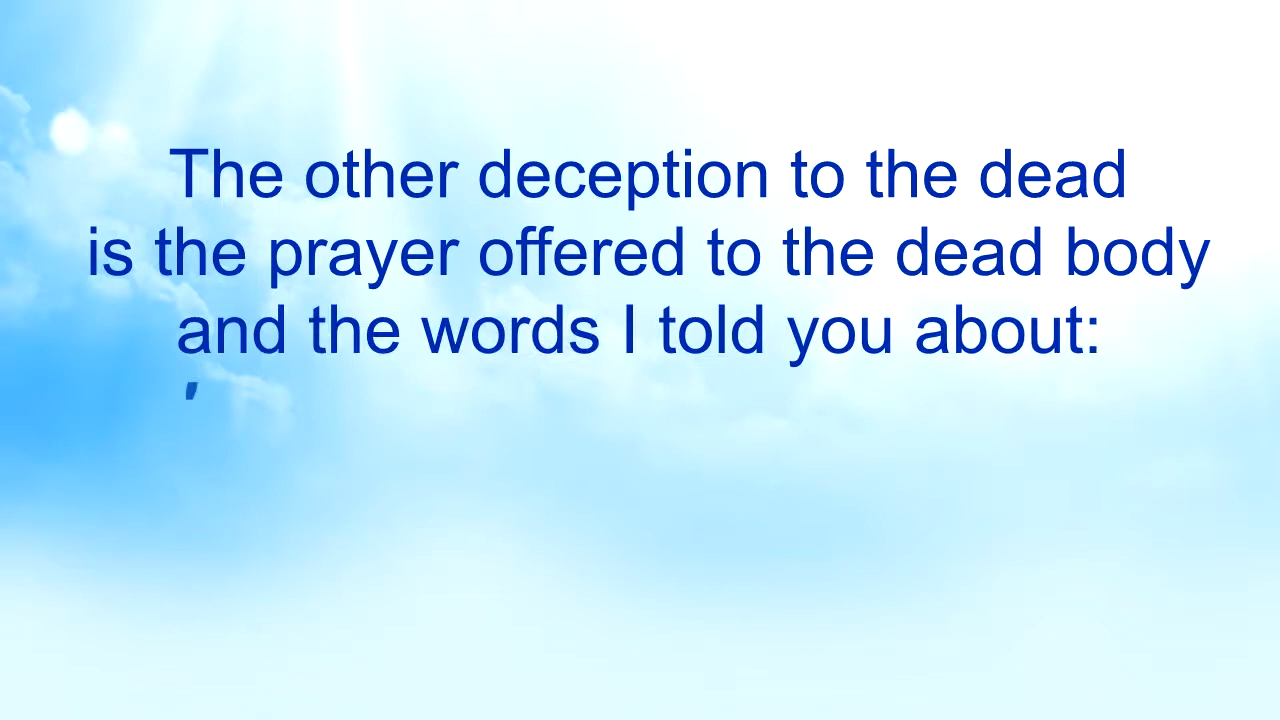 The other deception to the dead
is the prayer offered to the dead body
and the words I told you about:
'